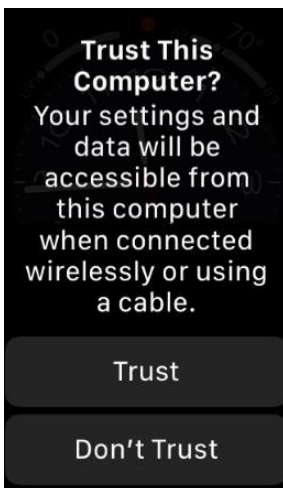 Trust This
Computer?
Your settings and
data will be
accessible from
this computer
when connected
wirelessly or using
a cable.
Trust
Don't Trust